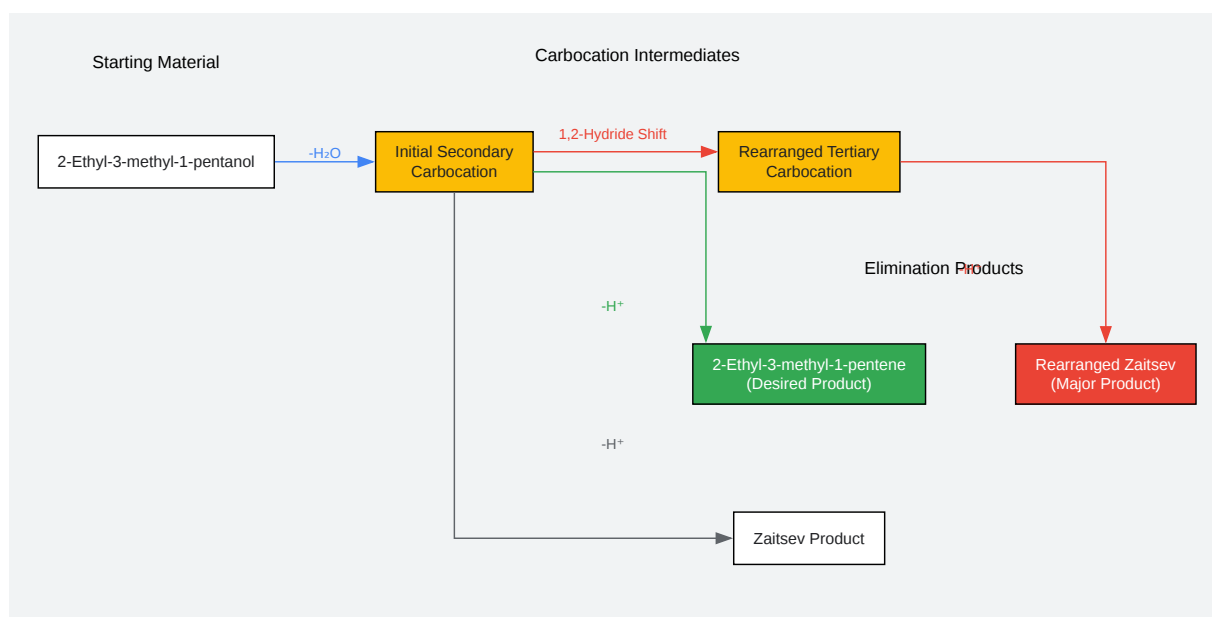 Starting Material
Carbocation Intermediates
2-Ethyl-3-methyl-1-pentanol
-H₂O
Initial Secondary
Carbocation
1,2-Hydride Shift
Rearranged Tertiary
Carbocation
Elimination Products
-H⁺
-H⁺
2-Ethyl-3-methyl-1-pentene
(Desired Product)
Rearranged Zaitsev
(Major Product)
-H⁺
Zaitsev Product